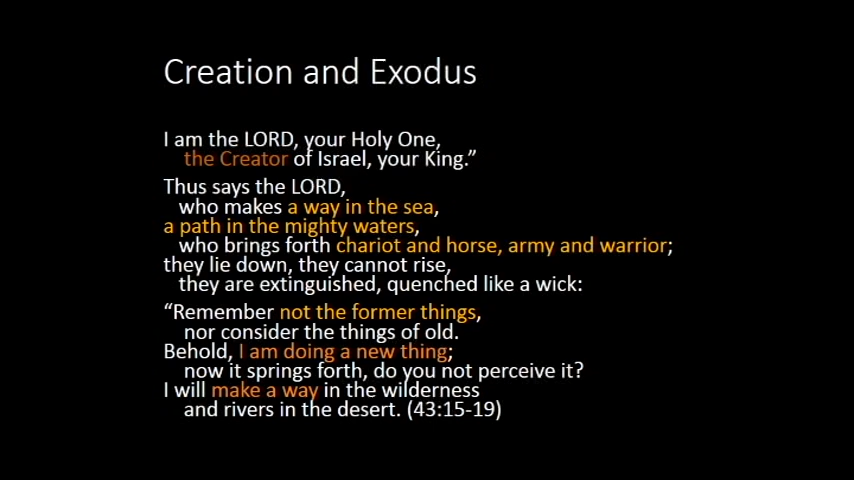 Creation and Exodus
I am the LORD, your Holy One,
the Creator of Israel, your King.”
Thus says the LORD,
who makes a way in the sea,
a path in the mighty waters,
who brings forth chariot and horse, army and warrior;
they lie down, they cannot rise,
they are extinguished, quenched like a wick:
“Remember not the former things,
nor consider the things of old.
Behold, I am doing a new thing;
now it springs forth, do you not perceive it?
I will make a way in the wilderness
and rivers in the desert. (43:15-19)